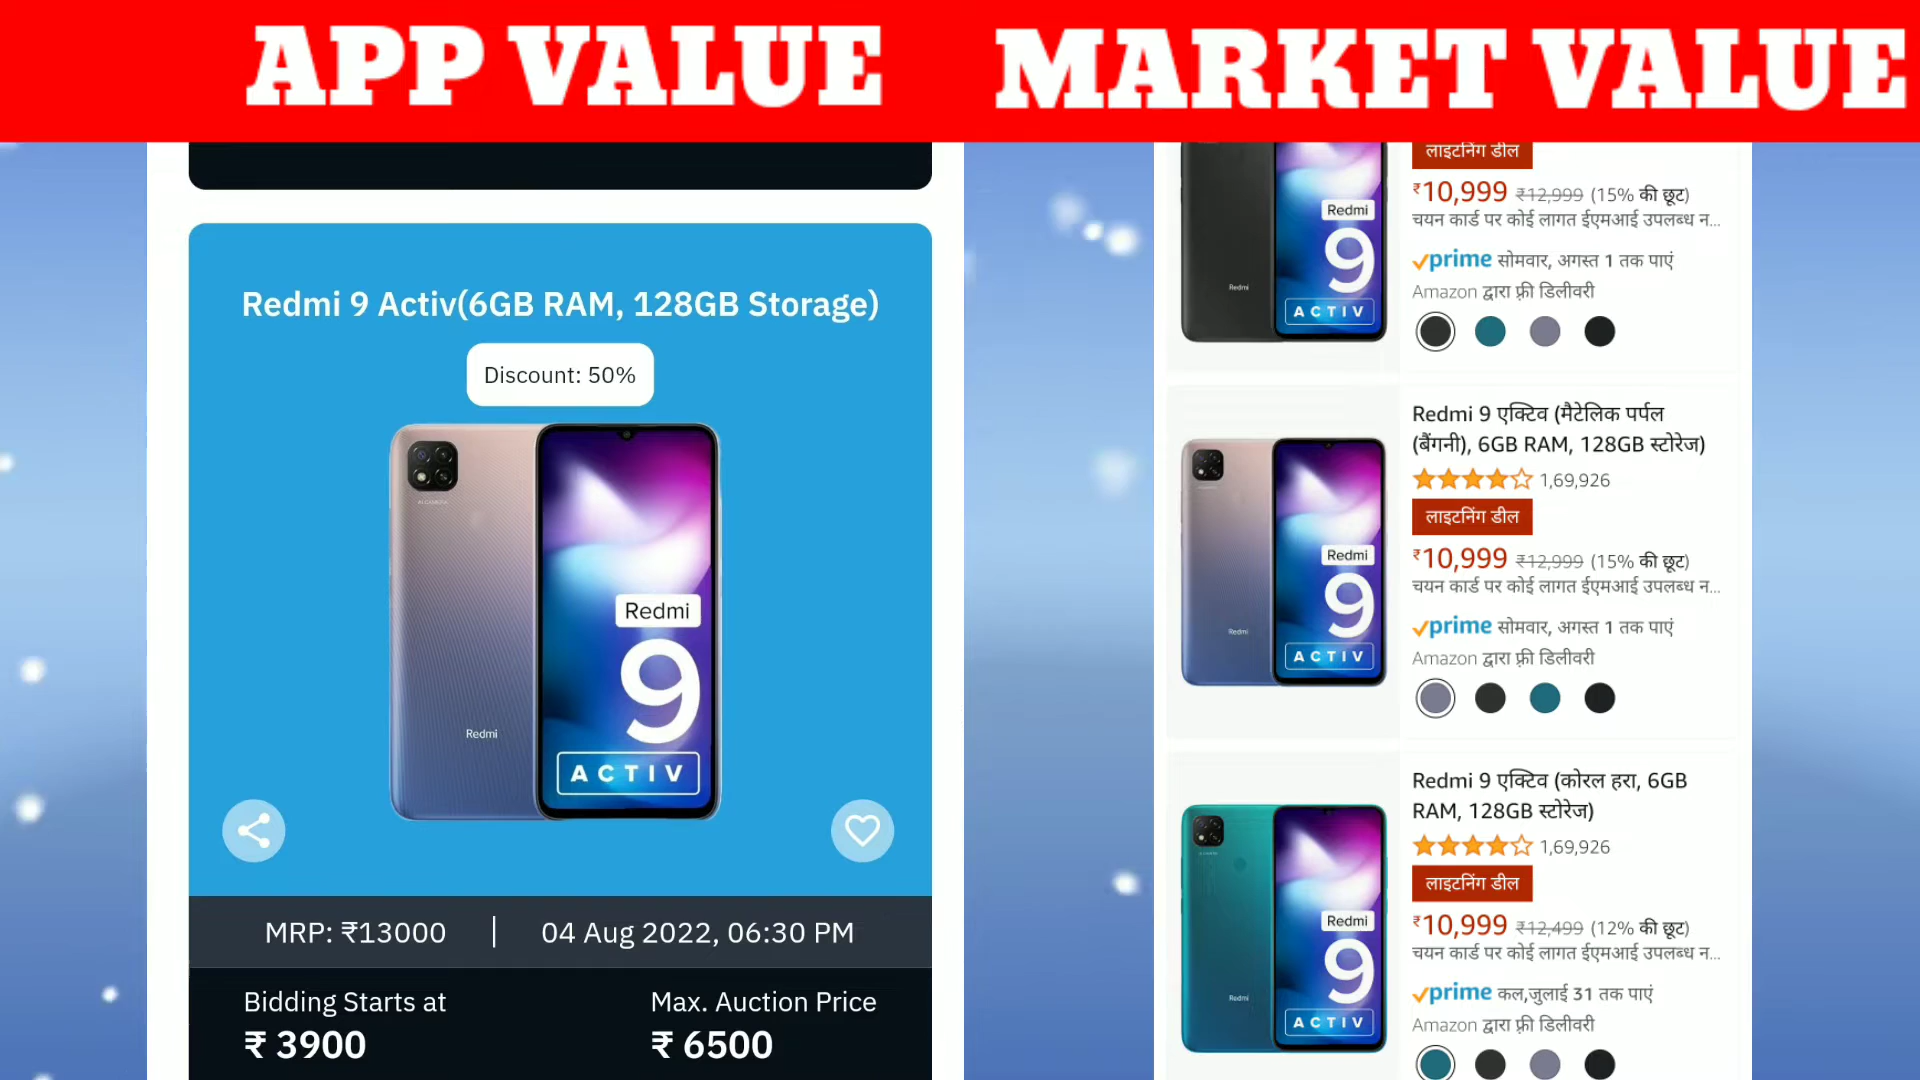 APP VALUE
MARKET VALUE
Redmi 9 Activ(6GB RAM, 128GB Storage)
Discount: 50%
Redmi
Redmi
9
ACTIV
MRP: ₹13000 | 04 Aug 2022, 06:30 PM
Bidding Starts at
₹ 3900
Max. Auction Price
₹ 6500
लाइटनिंग डील
₹10,999 ₹12,999 (15% की छूट)
चयन कार्ड पर कोई लागत ईएमआई उपलब्ध न...
prime सोमवार, अगस्त 1 तक पाएं
Amazon द्वारा फ़्री डिलीवरी
Redmi
Redmi
9
ACTIV
Redmi 9 एक्टिव (मैटेलिक पर्पल
(बैंगनी), 6GB RAM, 128GB स्टोरेज)
1,69,926
लाइटनिंग डील
₹10,999 ₹12,999 (15% की छूट)
चयन कार्ड पर कोई लागत ईएमआई उपलब्ध न...
prime सोमवार, अगस्त 1 तक पाएं
Amazon द्वारा फ़्री डिलीवरी
Redmi
Redmi
9
ACTIV
Redmi 9 एक्टिव (कोरल हरा, 6GB
RAM, 128GB स्टोरेज)
1,69,926
लाइटनिंग डील
₹10,999 ₹12,499 (12% की छूट)
चयन कार्ड पर कोई लागत ईएमआई उपलब्ध न...
prime कल,जुलाई 31 तक पाएं
Amazon द्वारा फ़्री डिलीवरी
Redmi
Redmi
9
ACTIV